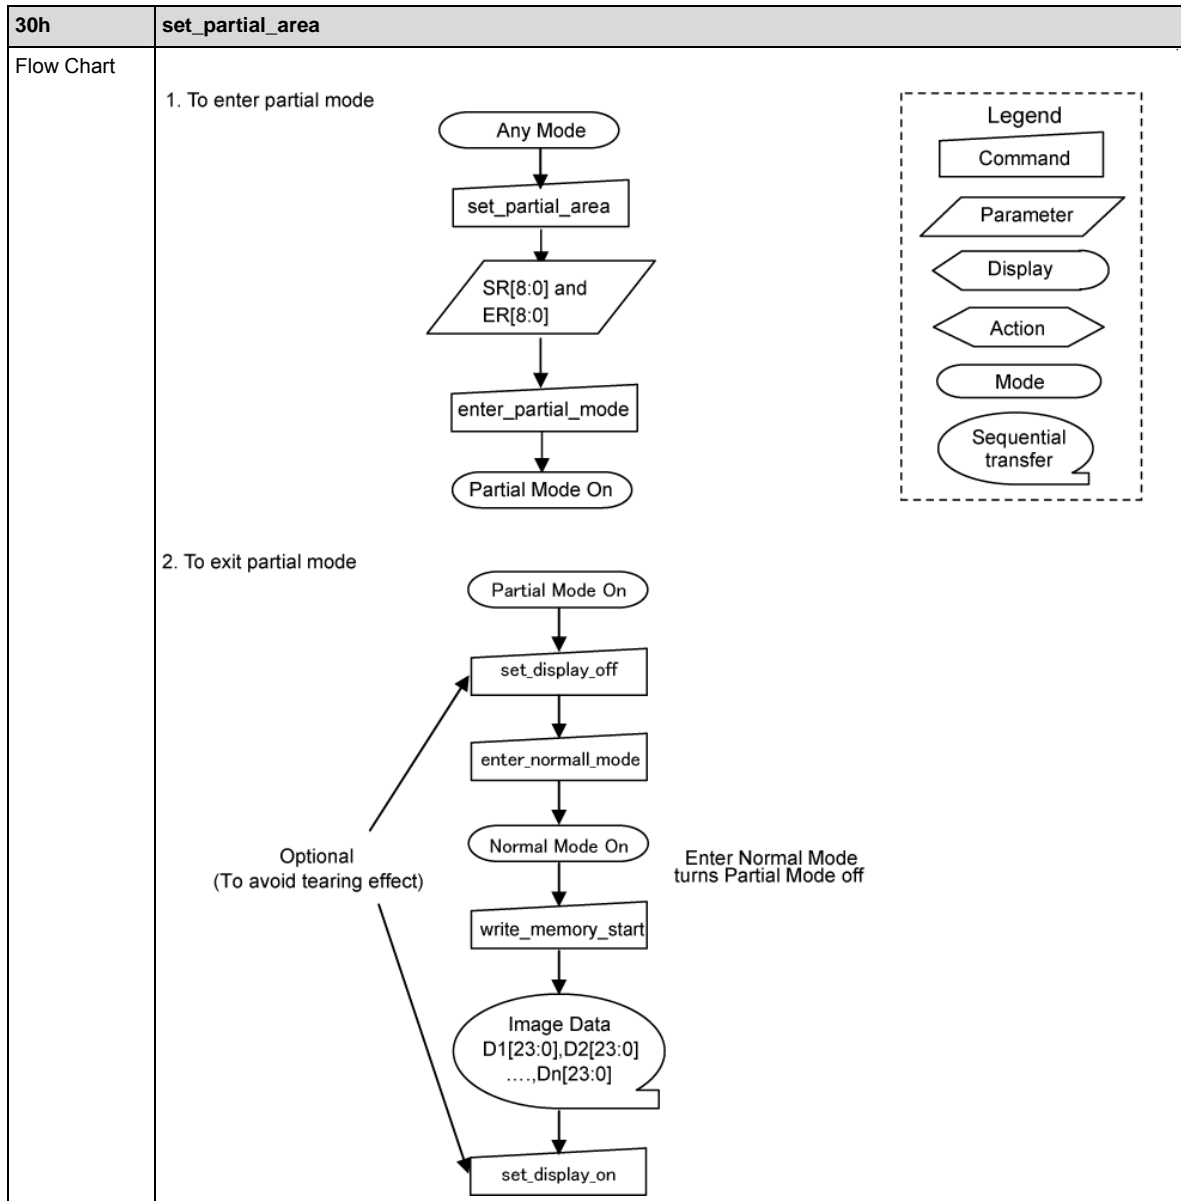 30h set_partial_area
Flow Chart
1. To enter partial mode
Any Mode
set_partial_area
SR[8:0] and
ER[8:0]
enter_partial_mode
Partial Mode On
Legend
Command
Parameter
Display
Action
Mode
Sequential
transfer
2. To exit partial mode
Partial Mode On
set_display_off
enter_normall_mode
Normal Mode On
Enter Normal Mode
turns Partial Mode off
Optional
(To avoid tearing effect)
write_memory_start
Image Data
D1[23:0],D2[23:0]
....,Dn[23:0]
set_display_on